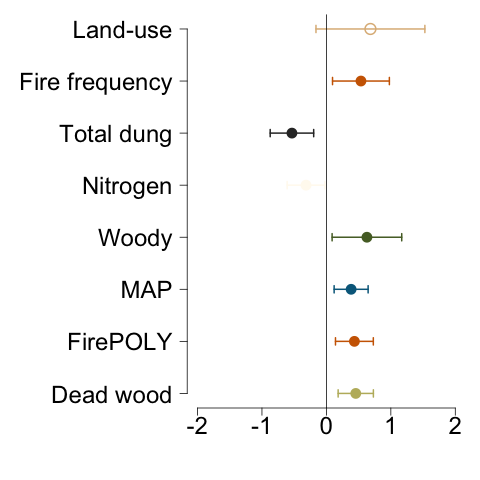 Land-use
Fire frequency
Total dung
Nitrogen
Woody
MAP
FirePOLY
Dead wood
-2 -1 0 1 2